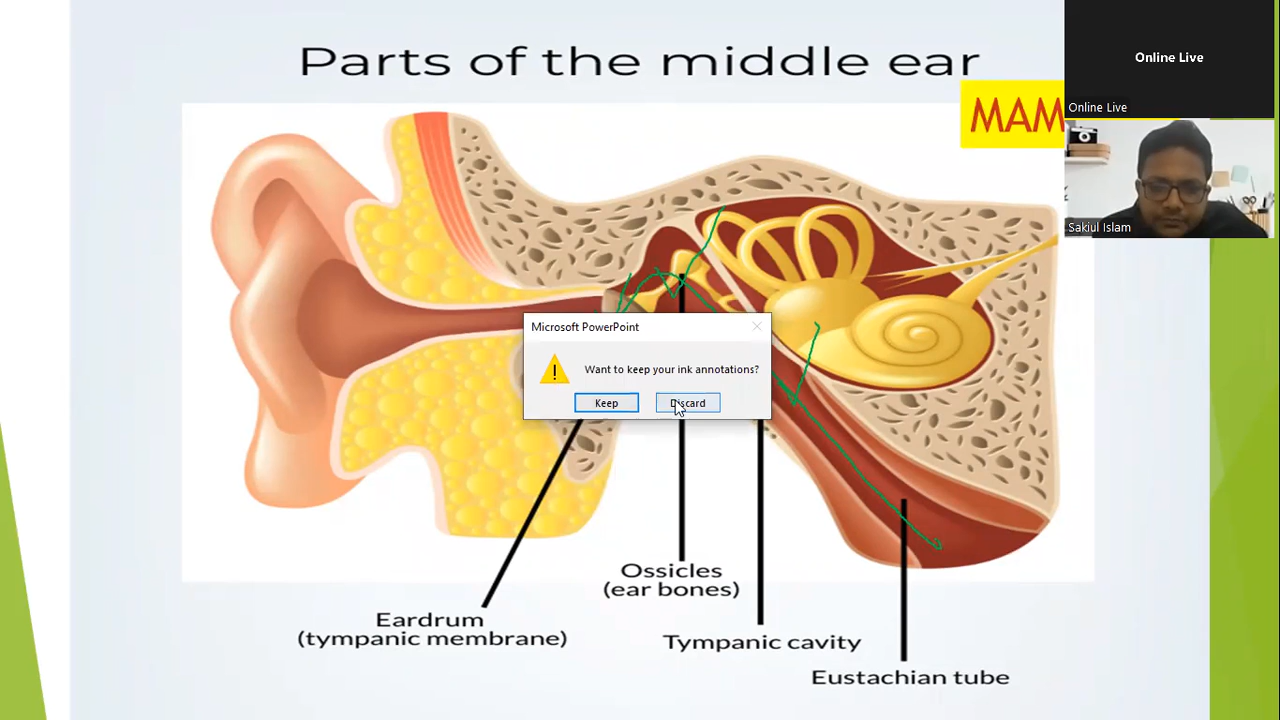 Parts of the middle ear
MAM
Online Live
Online Live
Sakiul Islam
Microsoft PowerPoint
Want to keep your ink annotations?
Keep
Discard
Ossicles
(ear bones)
Eardrum
(tympanic membrane)
Tympanic cavity
Eustachian tube